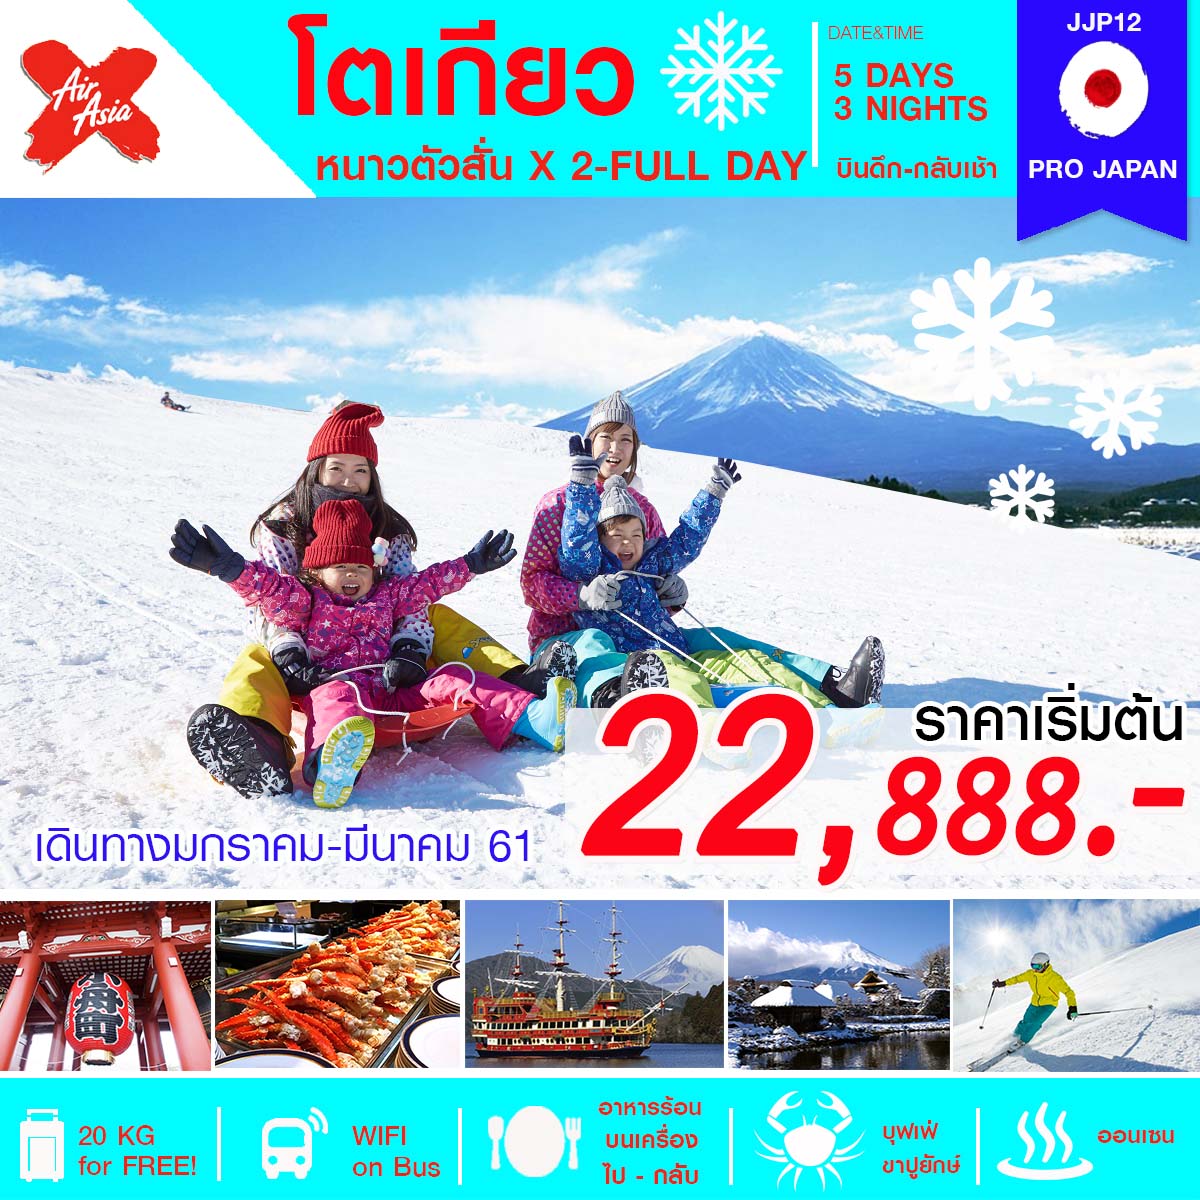 Air
Asia
X
โตเกียว
หนาวตัวสั่น X 2-FULL DAY
DATE&TIME
5 DAYS
3 NIGHTS
บินดึก-กลับเช้า
JJP12
PRO JAPAN
ราคาเริ่มต้น
22,888.-
เดินทางมกราคม-มีนาคม 61
小舟町
20 KG
for FREE!
WIFI
on Bus
อาหารร้อน
บนเครื่อง
ไป - กลับ
บุฟเฟ่
ขาปูยักษ์
ออนเซน